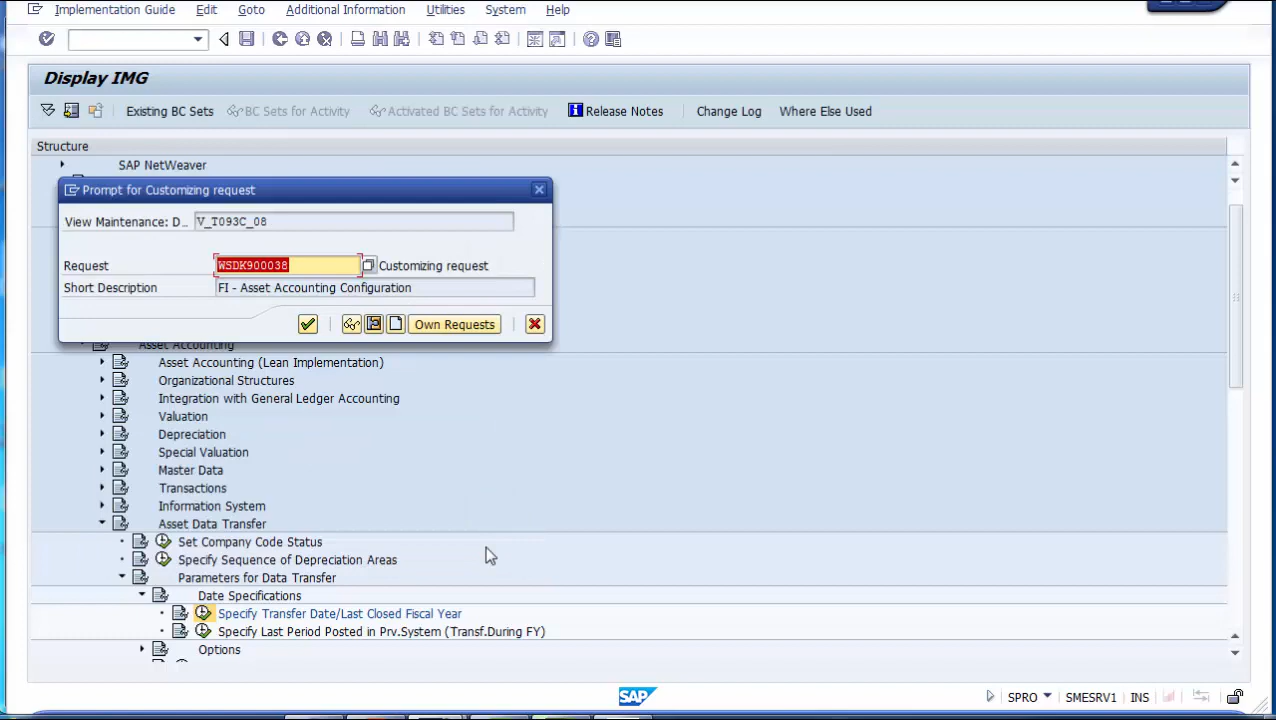 Implementation Guide Edit Goto Additional Information Utilities System Help
Display IMG
Existing BC Sets BC Sets for Activity Activated BC Sets for Activity Release Notes Change Log Where Else Used
Structure
SAP NetWeaver
Prompt for Customizing request
View Maintenance: D.. V_T093C_08
Request WSDK900038 Customizing request
Short Description FI - Asset Accounting Configuration
Own Requests
Asset Accounting
Asset Accounting (Lean Implementation)
Organizational Structures
Integration with General Ledger Accounting
Valuation
Depreciation
Special Valuation
Master Data
Transactions
Information System
Asset Data Transfer
Set Company Code Status
Specify Sequence of Depreciation Areas
Parameters for Data Transfer
Date Specifications
Specify Transfer Date/Last Closed Fiscal Year
Specify Last Period Posted in Prv.System (Transf.During FY)
Options
SAP SPRO SMESRV1 INS